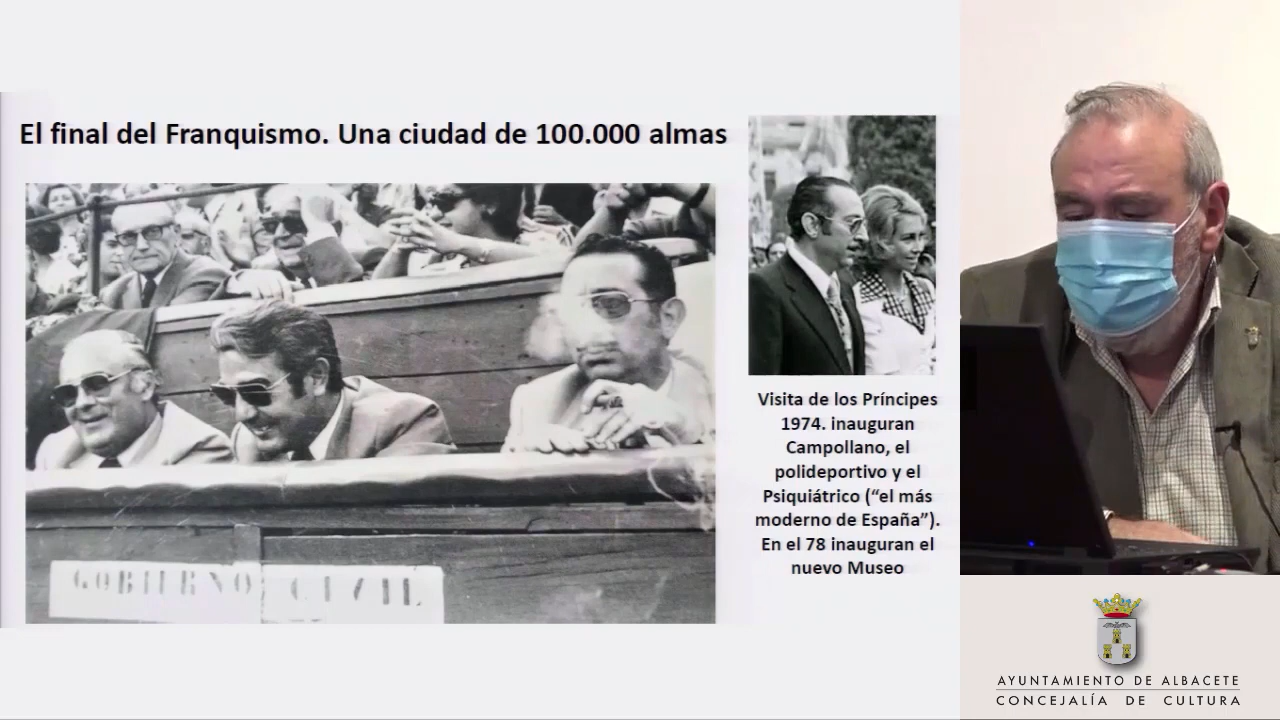 El final del Franquismo. Una ciudad de 100.000 almas
Visita de los Príncipes
1974. inauguran
Campollano, el
polideportivo y el
Psiquiátrico (“el más
moderno de España”).
En el 78 inauguran el
nuevo Museo
GOBIERNO CIVIL
AYUNTAMIENTO DE ALBACETE
CONCEJALÍA DE CULTURA